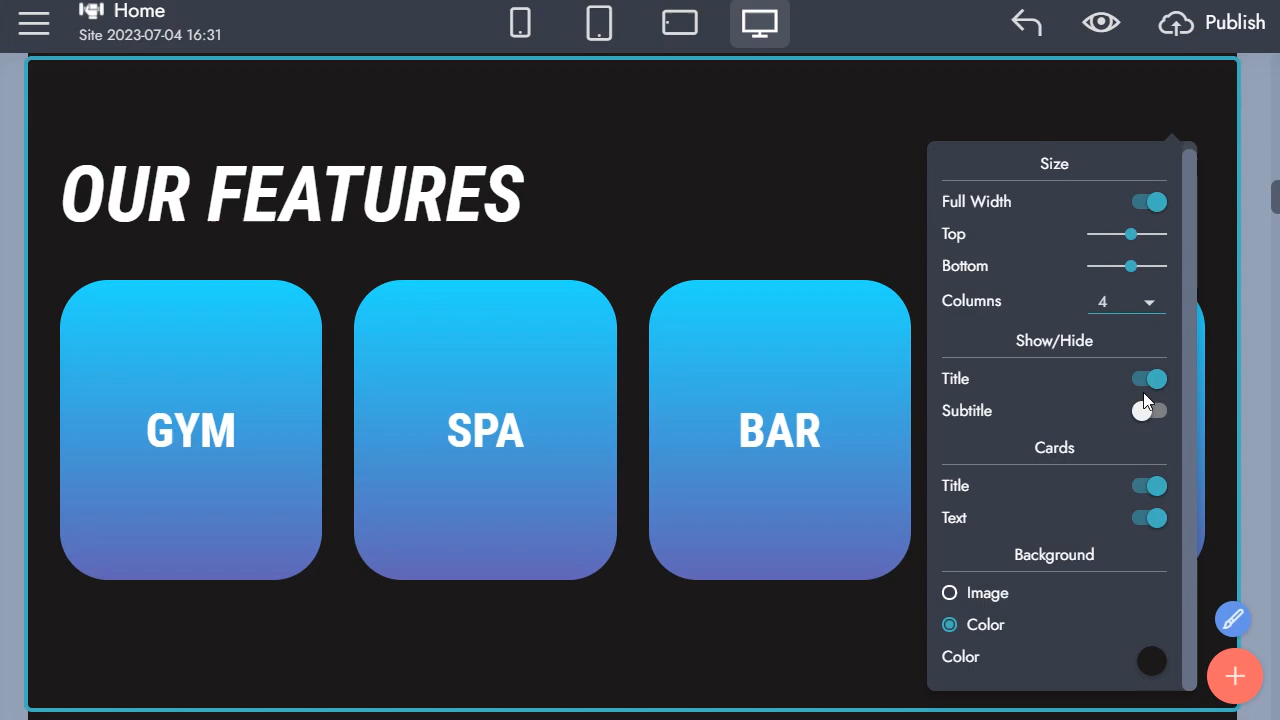 Home
Site 2023-07-04 16:31
Publish
OUR FEATURES
GYM
SPA
BAR
Size
Full Width
Top
Bottom
Columns 4
Show/Hide
Title
Subtitle
Cards
Title
Text
Background
Image
Color
Color